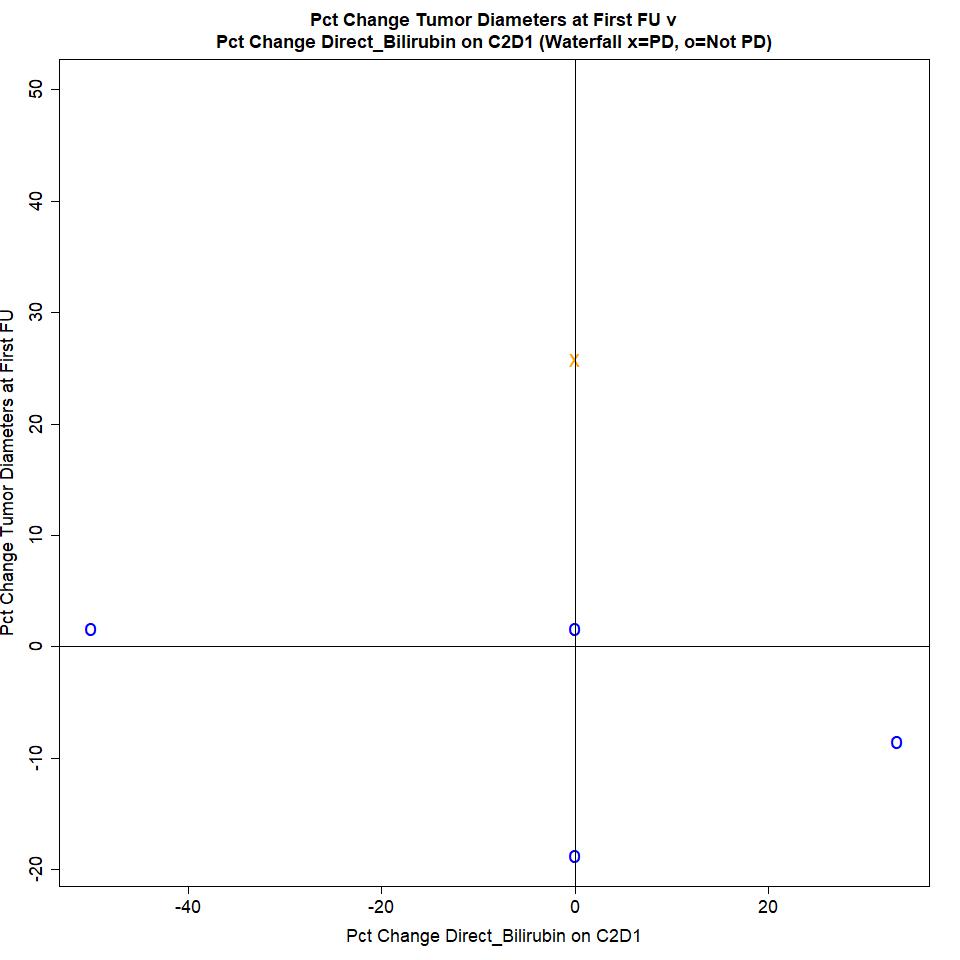 Pct Change Tumor Diameters at First FU v
Pct Change Direct_Bilirubin on C2D1 (Waterfall x=PD, o=Not PD)
Pct Change Tumor Diameters at First FU
50
40
30
20
10
0
-10
-20
x
o
o
o
o
-40
-20
0
20
Pct Change Direct_Bilirubin on C2D1